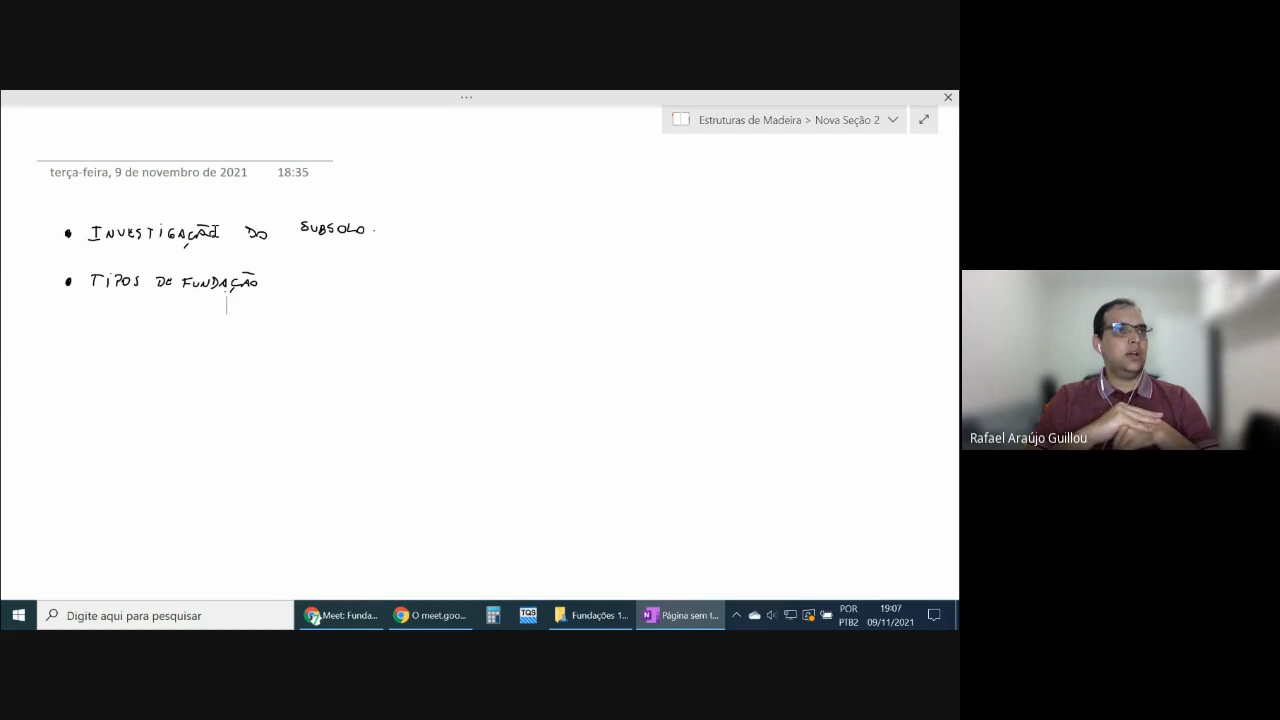 Estruturas de Madeira > Nova Seção 2
terça-feira, 9 de novembro de 2021 18:35
• INVESTIGAÇÃO DO SUBSOLO.
• TIPOS DE FUNDAÇÃO
Rafael Araújo Guillou
Digite aqui para pesquisar
Meet: Funda...
O meet.goo...
TQS
Fundações 1...
Página sem t...
POR
PTB2
19:07
09/11/2021